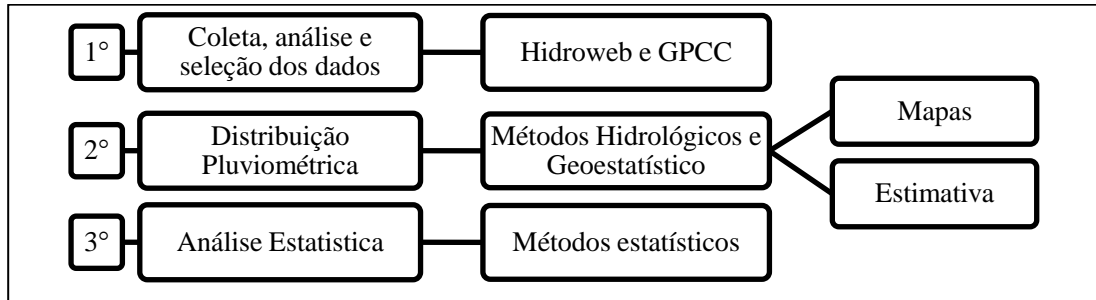 1°
Coleta, análise e
seleção dos dados
Hidroweb e GPCC
2°
Distribuição
Pluviométrica
Métodos Hidrológicos e
Geoestatístico
Mapas
Estimativa
3°
Análise Estatistica
Métodos estatísticos